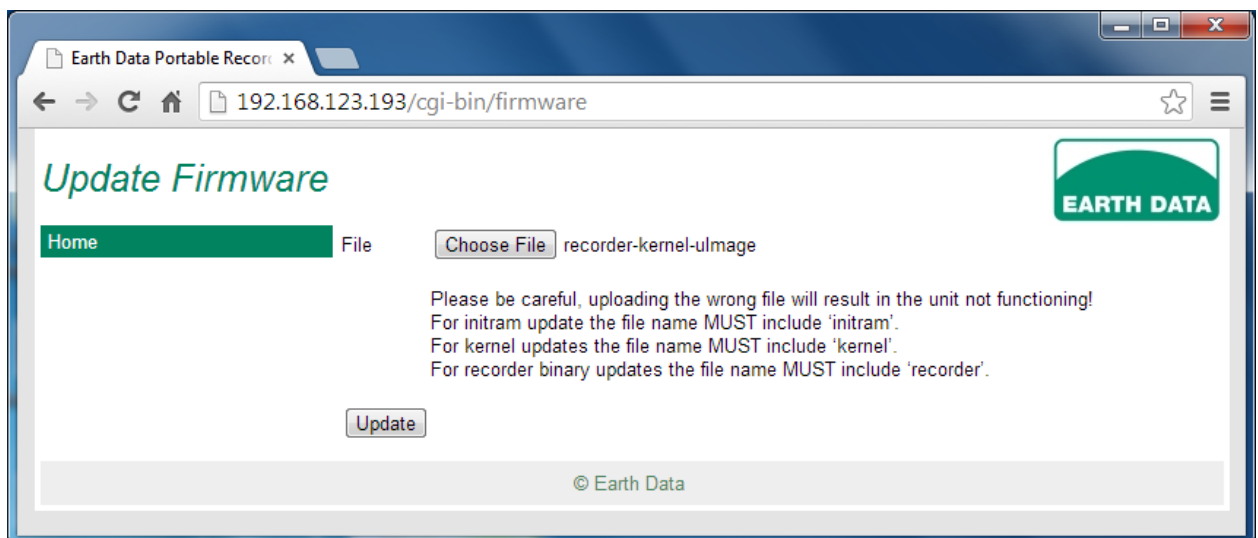 Earth Data Portable Recor
192.168.123.193/cgi-bin/firmware
Update Firmware
EARTH DATA
Home
File
Choose File
recorder-kernel-uImage
Please be careful, uploading the wrong file will result in the unit not functioning!
For initram update the file name MUST include ‘initram’.
For kernel updates the file name MUST include ‘kernel’.
For recorder binary updates the file name MUST include ‘recorder’.
Update
© Earth Data